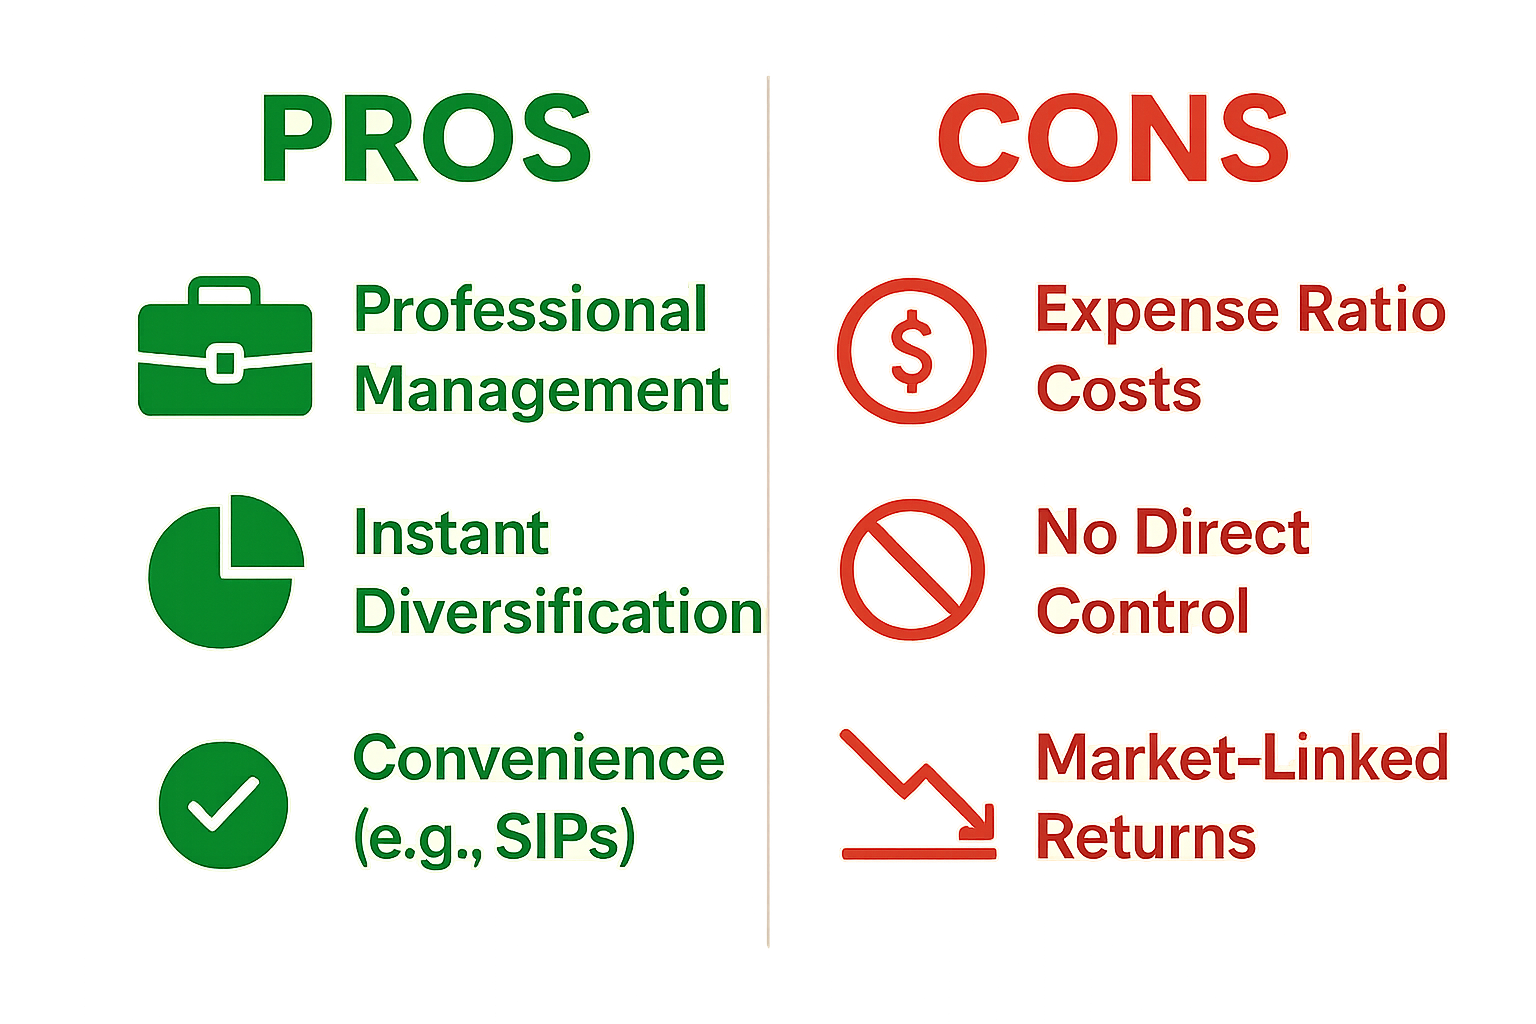 PROS
Professional
Management
Instant
Diversification
Convenience
(e.g., SIPs)
CONS
$
Expense Ratio
Costs
No Direct
Control
Market-Linked
Returns